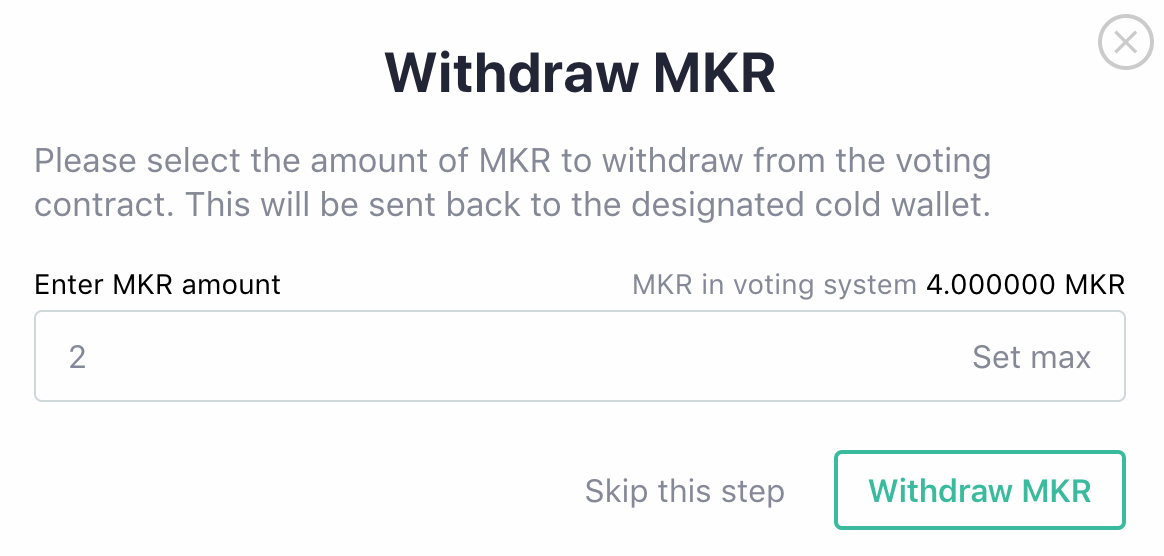 Withdraw MKR
Please select the amount of MKR to withdraw from the voting
contract. This will be sent back to the designated cold wallet.
Enter MKR amount
MKR in voting system 4.000000 MKR
2
Set max
Skip this step
Withdraw MKR